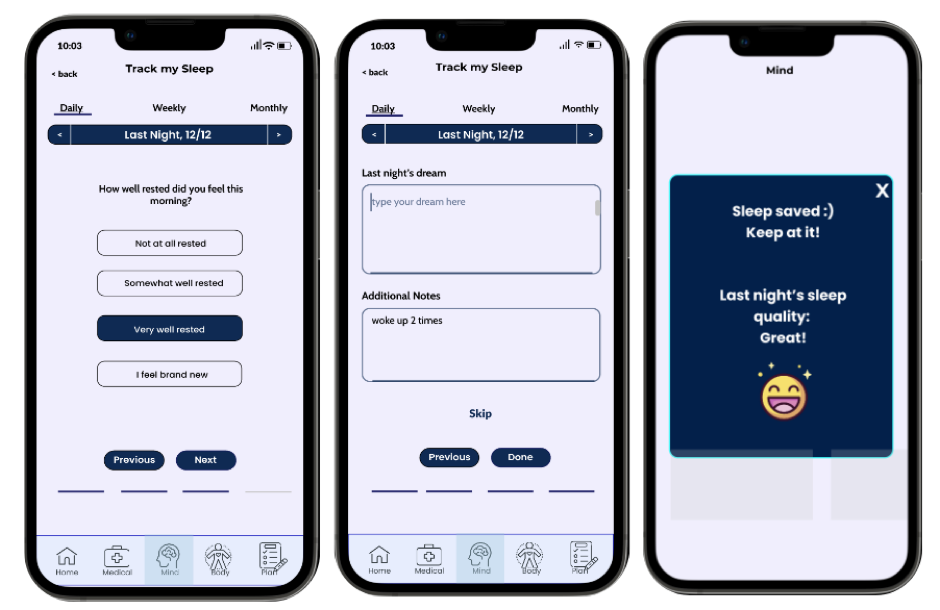 10:03
< back
Track my Sleep
Daily
Weekly
Monthly
<
Last Night, 12/12
>
How well rested did you feel this
morning?
Not at all rested
Somewhat well rested
Very well rested
I feel brand new
Previous
Next
Home
Medical
Mind
Body
Plan
10:03
< back
Track my Sleep
Daily
Weekly
Monthly
<
Last Night, 12/12
>
Last night's dream
type your dream here
Additional Notes
woke up 2 times
Skip
Previous
Done
Home
Medical
Mind
Body
Plan
Mind
X
Sleep saved :)
Keep at it!
Last night's sleep
quality:
Great!